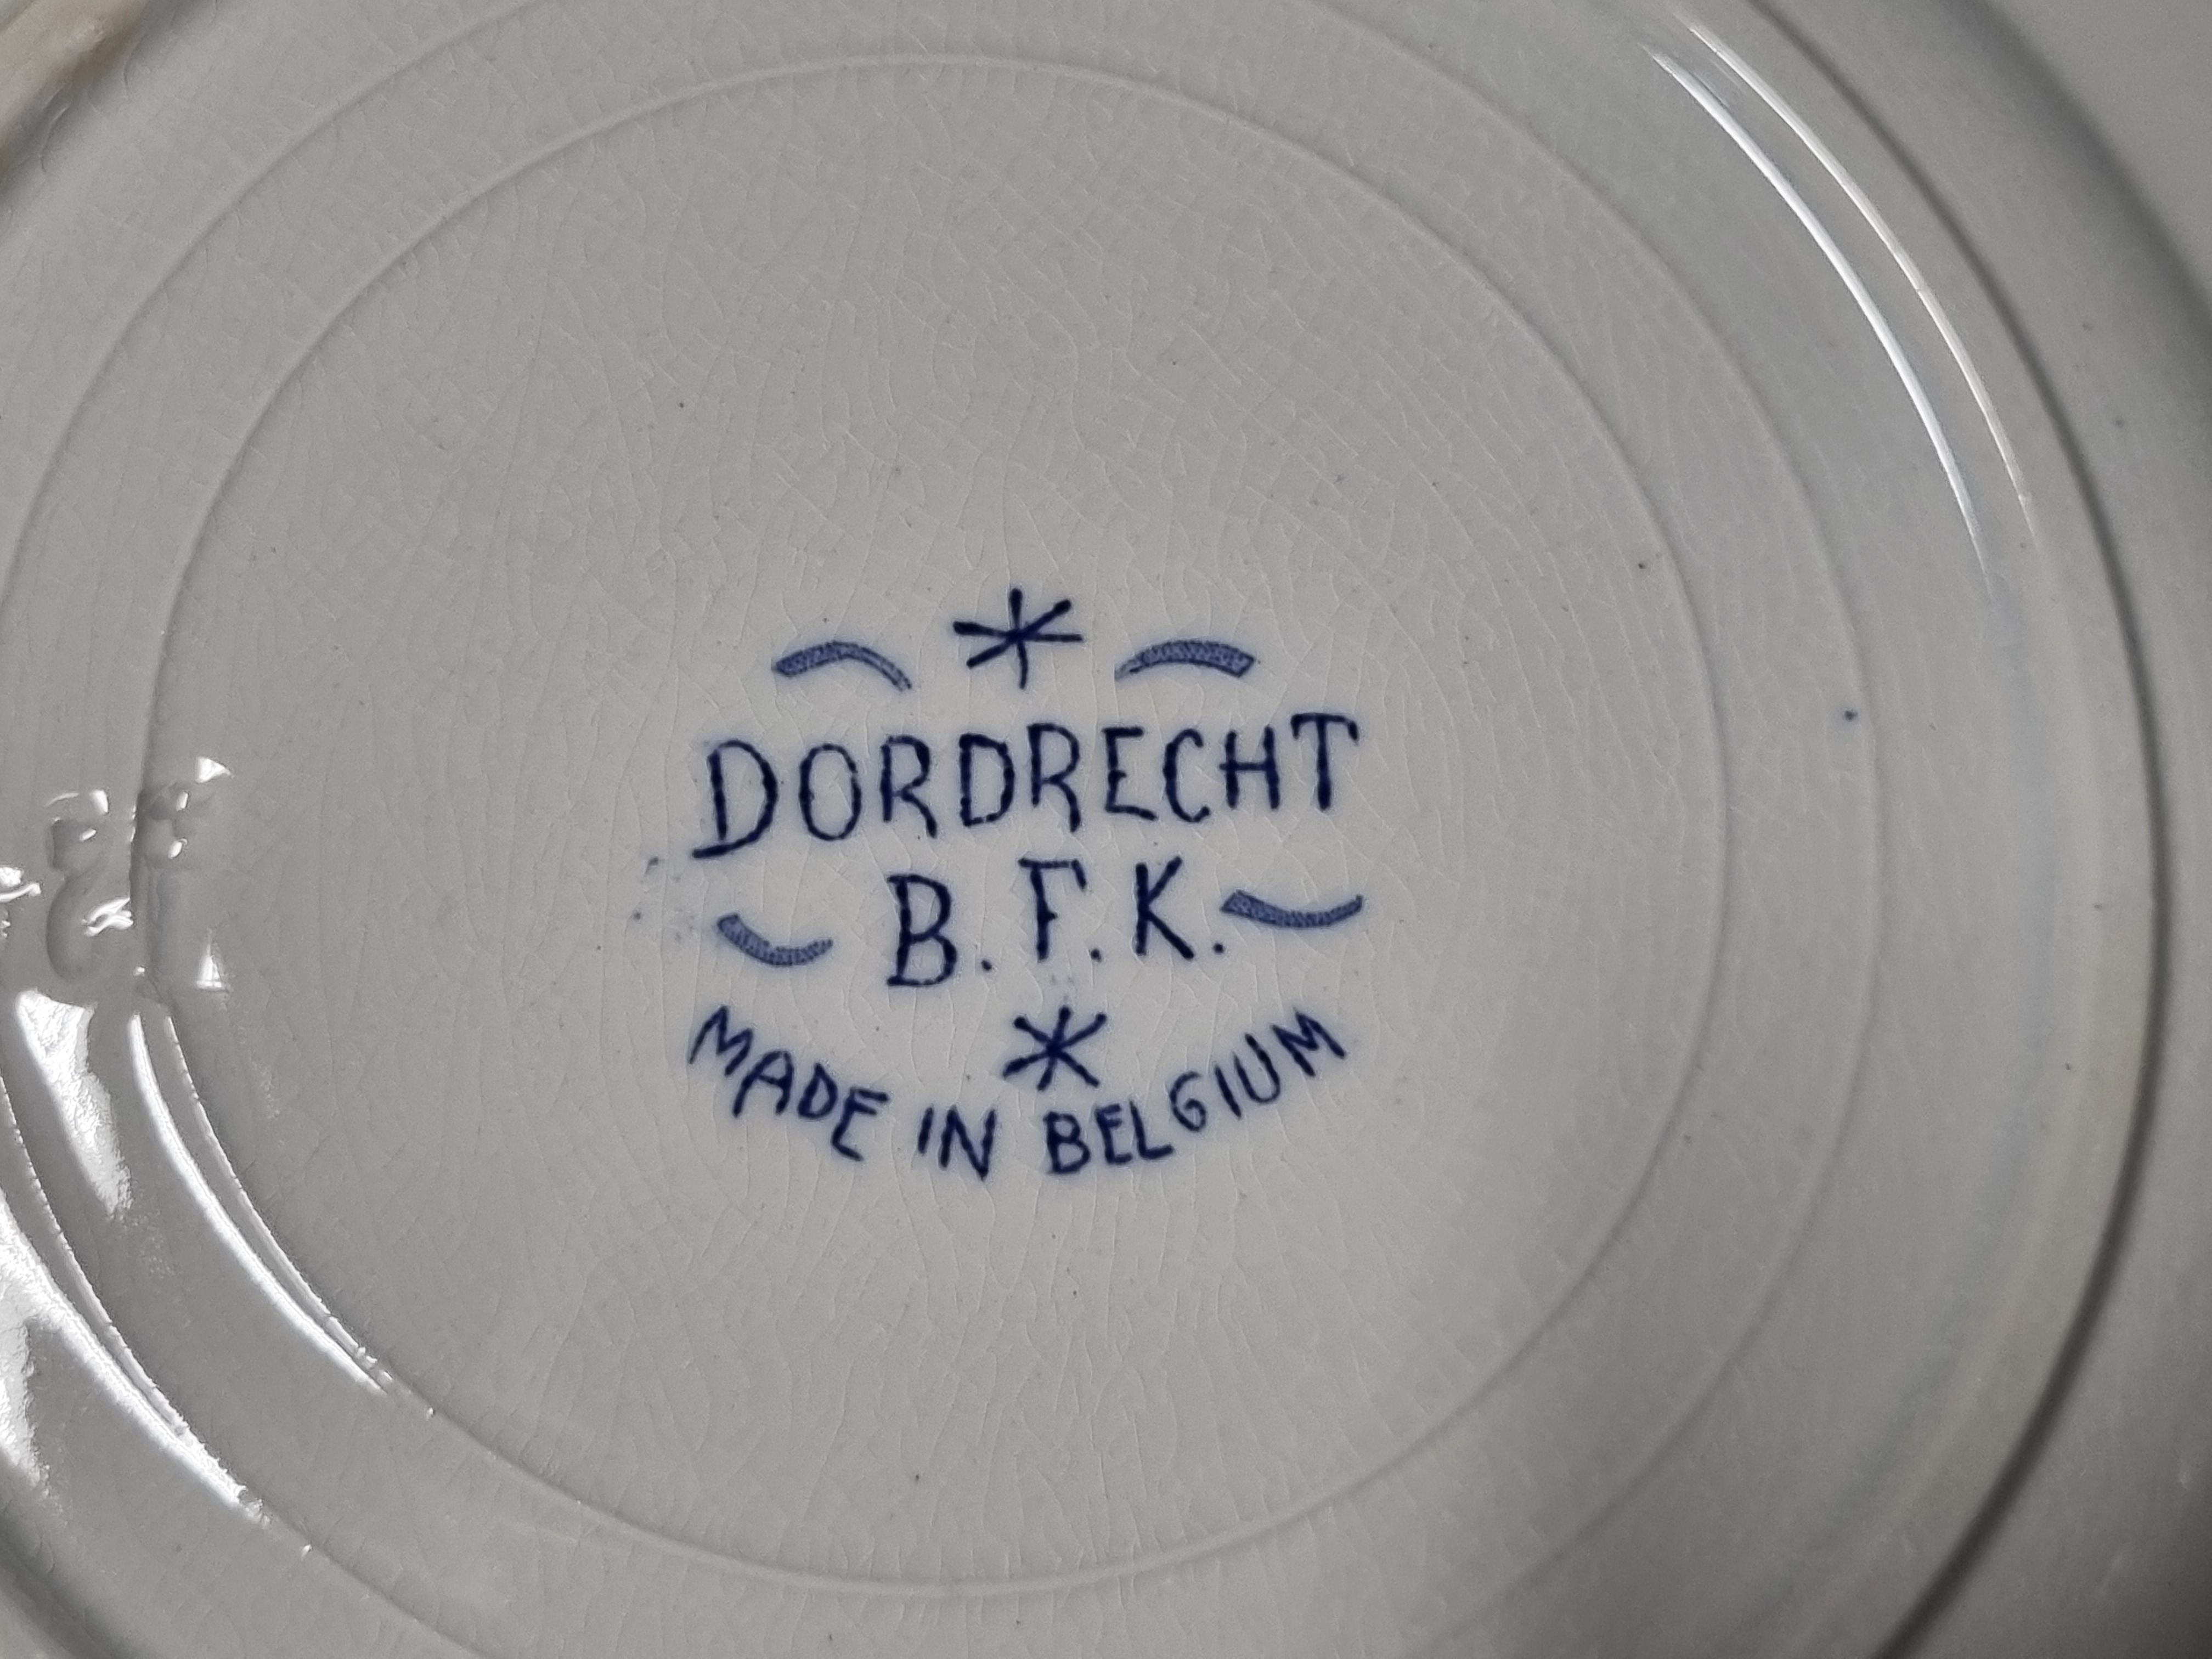 DORDRECHT
B.F.K.
MADE IN BELGIUM